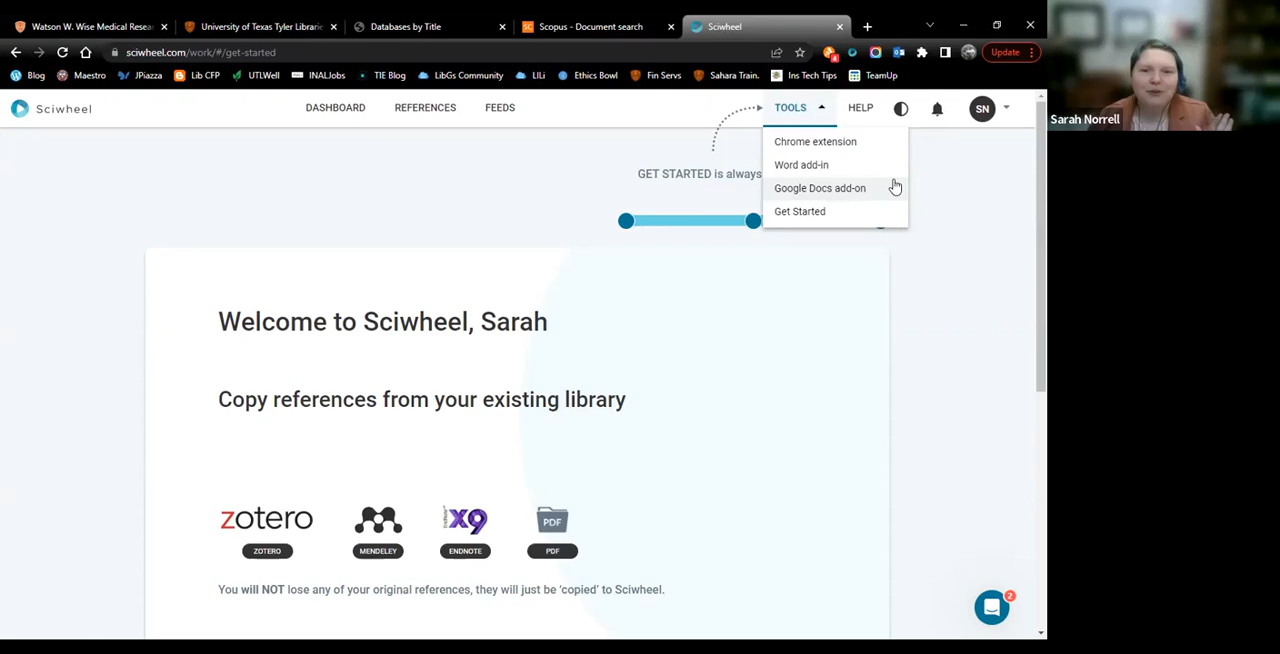 Watson W. Wise Medical Resea
University of Texas Tyler Librarie
Databases by Title
Scopus - Document search
Sciwheel
sciwheel.com/work/#/get-started
Update
Blog
Maestro
JPiazza
Lib CFP
UTLWell
INALJobs
TIE Blog
LibGs Community
LILi
Ethics Bowl
Fin Servs
Sahara Train.
Ins Tech Tips
TeamUp
Sciwheel
DASHBOARD
REFERENCES
FEEDS
TOOLS
HELP
SN
Sarah Norrell
Chrome extension
Word add-in
Google Docs add-on
Get Started
GET STARTED is always
Welcome to Sciwheel, Sarah
Copy references from your existing library
zotero
X9
PDF
ZOTERO
MENDELEY
ENDNOTE
PDF
You will NOT lose any of your original references, they will just be ‘copied’ to Sciwheel.
2